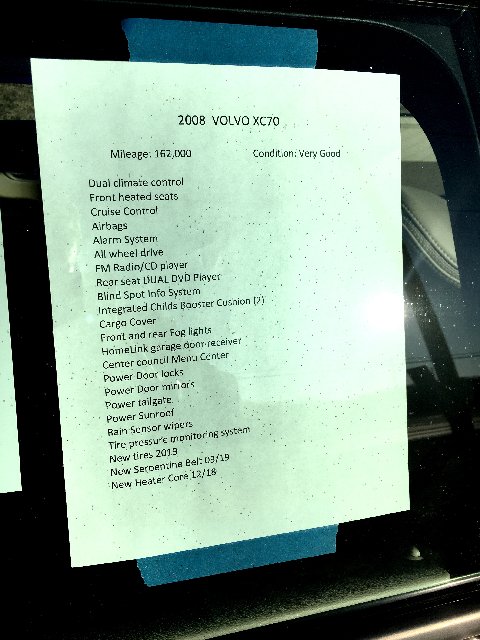 2008 VOLVO XC70
Mileage: 162,000 Condition: Very Good
Dual climate control
Front heated seats
Cruise Control
Airbags
Alarm System
All wheel drive
FM Radio/CD player
Rear seat DUAL DVD Player
Blind Spot Info System
Integrated Childs Booster Cushion (2)
Cargo Cover
Front and rear Fog lights
HomeLink garage door receiver
Center council Menu Center
Power Door locks
Power Door mirrors
Power tailgate
Power Sunroof
Rain Sensor wipers
Tire pressure monitoring system
New tires 2019
New Serpentine Belt 03/19
New Heater Core 12/18